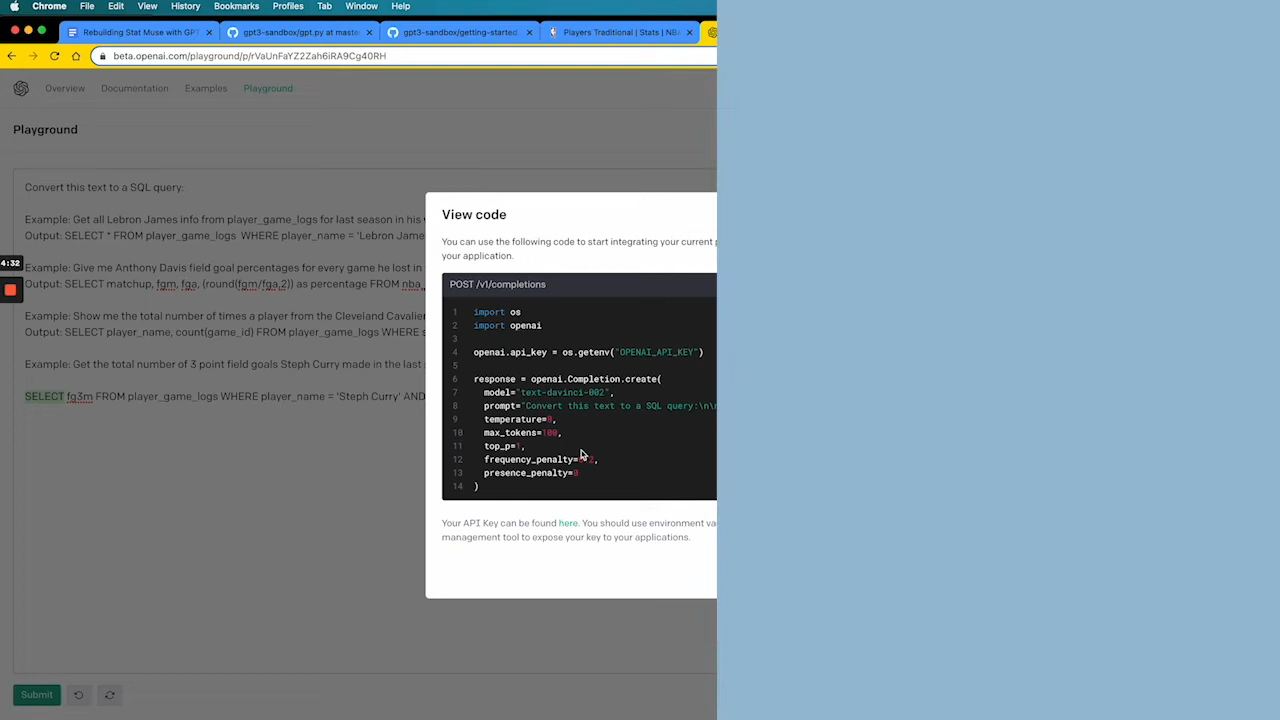 Chrome File Edit View History Bookmarks Profiles Tab Window Help
Rebuilding Stat Muse with GPT
gpt3-sandbox/gpt.py at maste
gpt3-sandbox/getting-started
Players Traditional | Stats | NBA
beta.openai.com/playground/p/rVaUnFaYZ2Zah6iRA9Cg40RH
Overview Documentation Examples Playground
Playground
Convert this text to a SQL query:
Example: Get all Lebron James info from player_game_logs for last season in his
Output: SELECT * FROM player_game_logs WHERE player_name = 'Lebron Jame
4:32
Example: Give me Anthony Davis field goal percentages for every game he lost in
Output: SELECT matchup, fgm, fga, (round(fgm/fga,2)) as percentage FROM nba_
Example: Show me the total number of times a player from the Cleveland Cavalier
Output: SELECT player_name, count(game_id) FROM player_game_logs WHERE s
Example: Get the total number of 3 point field goals Steph Curry made in the last
SELECT fg3m FROM player_game_logs WHERE player_name = 'Steph Curry' AND
View code
You can use the following code to start integrating your current
your application.
POST /v1/completions
1 import os
2 import openai
3
4 openai.api_key = os.getenv("OPENAI_API_KEY")
5
6 response = openai.Completion.create(
7 model="text-davinci-002",
8 prompt="Convert this text to a SQL query:\n\n
9 temperature=0,
10 max_tokens=100,
11 top_p=1,
12 frequency_penalty=
13 presence_penalty=0
14 )
Your API Key can be found here. You should use environment va
management tool to expose your key to your applications.
Submit